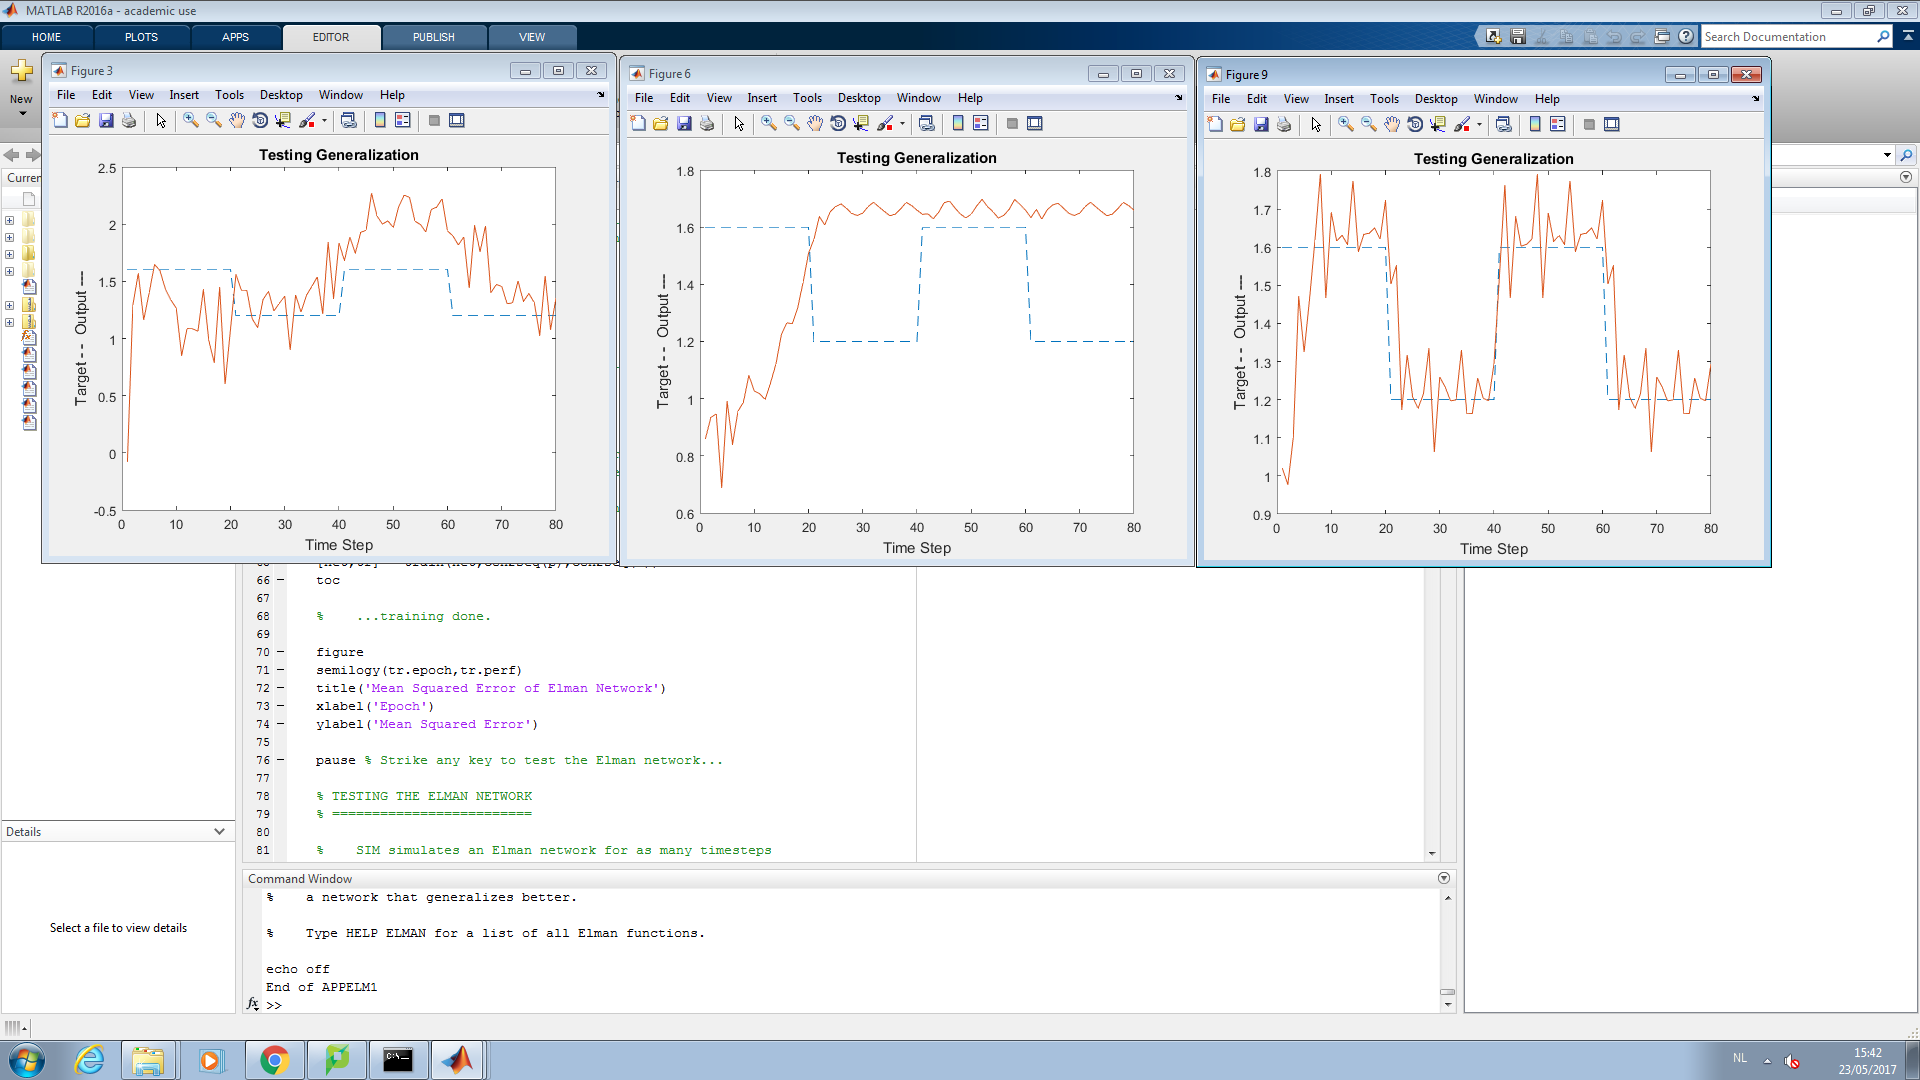 MATLAB R2016a - academic use
HOME PLOTS APPS EDITOR PUBLISH VIEW
Search Documentation
New
Curren
Figure 3
File Edit View Insert Tools Desktop Window Help
Testing Generalization
2.5
2
1.5
1
0.5
0
-0.5
Target - - Output ---
0 10 20 30 40 50 60 70 80
Time Step
Figure 6
File Edit View Insert Tools Desktop Window Help
Testing Generalization
1.8
1.6
1.4
1.2
1
0.8
0.6
Target - - Output ---
0 10 20 30 40 50 60 70 80
Time Step
Figure 9
File Edit View Insert Tools Desktop Window Help
Testing Generalization
1.8
1.7
1.6
1.5
1.4
1.3
1.2
1.1
1
0.9
Target - - Output ---
0 10 20 30 40 50 60 70 80
Time Step
66 – toc
67
68 % ...training done.
69
70 – figure
71 – semilogy(tr.epoch,tr.perf)
72 – title('Mean Squared Error of Elman Network')
73 – xlabel('Epoch')
74 – ylabel('Mean Squared Error')
75
76 – pause % Strike any key to test the Elman network...
77
78 % TESTING THE ELMAN NETWORK
79 % =========================
80
81 % SIM simulates an Elman network for as many timesteps
Details
Select a file to view details
Command Window
% a network that generalizes better.
% Type HELP ELMAN for a list of all Elman functions.
echo off
End of APPELM1
fx >>
NL
15:42
23/05/2017